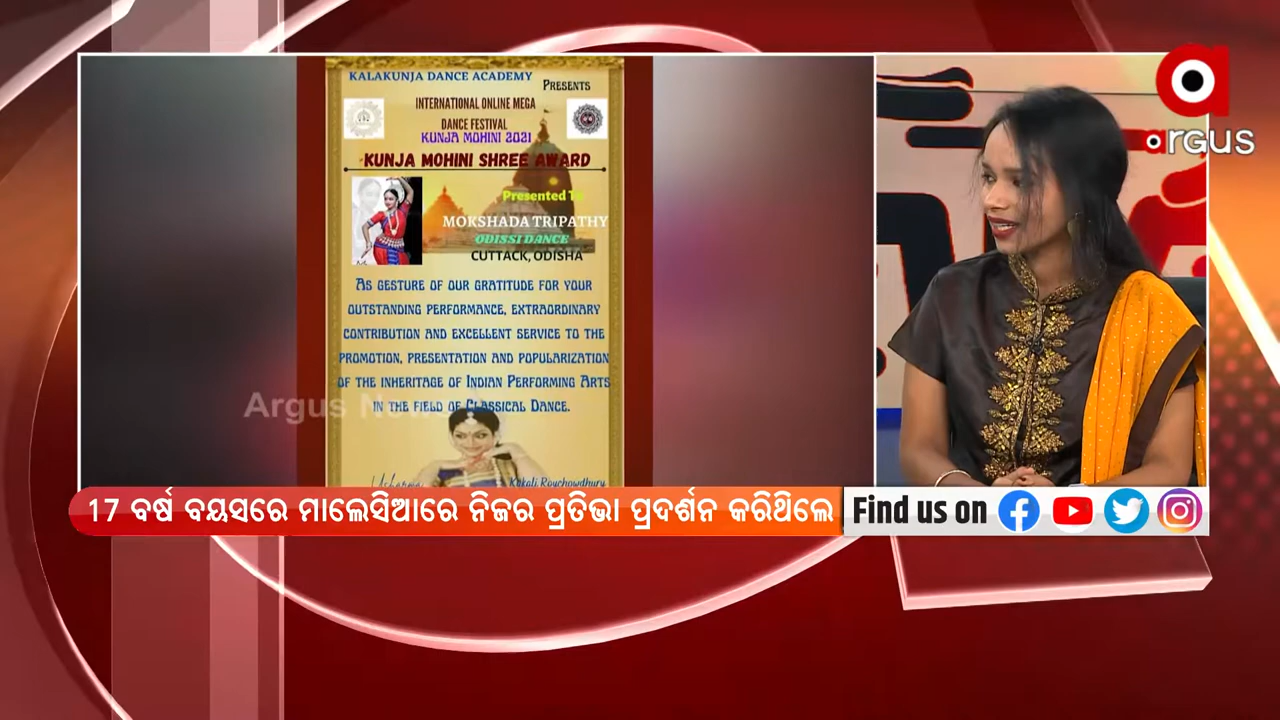 KALAKUNJA DANCE ACADEMY
PRESENTS
INTERNATIONAL ONLINE MEGA
DANCE FESTIVAL
KUNJA MOHINI 2021
KUNJA MOHINI SHREE AWARD
Presented To
MOKSHADA TRIPATHY
ODISSI DANCE
CUTTACK, ODISHA
AS GESTURE OF OUR GRATITUDE FOR YOUR
OUTSTANDING PERFORMANCE, EXTRAORDINARY
CONTRIBUTION AND EXCELLENT SERVICE TO THE
PROMOTION, PRESENTATION AND POPULARIZATION
OF THE INHERITAGE OF INDIAN PERFORMING ARTS
IN THE FIELD OF CLASSICAL DANCE.
Kakali Roychowdhury
Argus
argus
17 ବର୍ଷ ବୟସରେ ମାଲେସିଆରେ ନିଜର ପ୍ରତିଭା ପ୍ରଦର୍ଶନ କରିଥିଲେ
Find us on